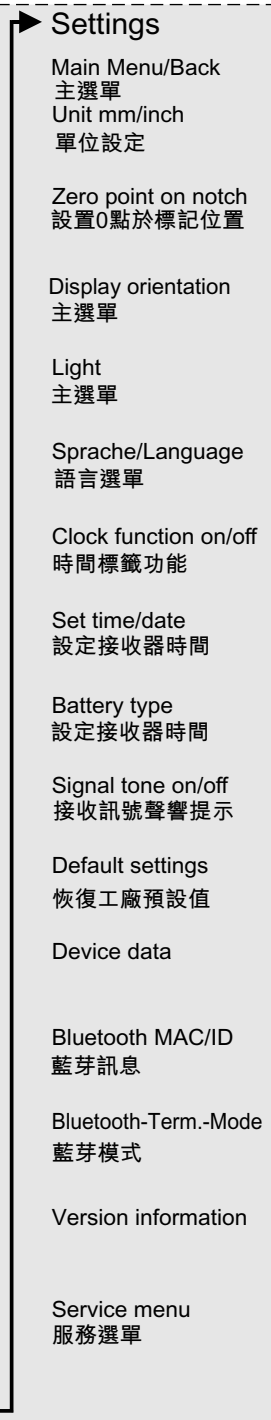 Settings
Main Menu/Back
主選單
Unit mm/inch
單位設定
Zero point on notch
設置0點於標記位置
Display orientation
主選單
Light
主選單
Sprache/Language
語言選單
Clock function on/off
時間標籤功能
Set time/date
設定接收器時間
Battery type
設定接收器時間
Signal tone on/off
接收訊號聲響提示
Default settings
恢復工廠預設值
Device data
Bluetooth MAC/ID
藍芽訊息
Bluetooth-Term.-Mode
藍芽模式
Version information
Service menu
服務選單